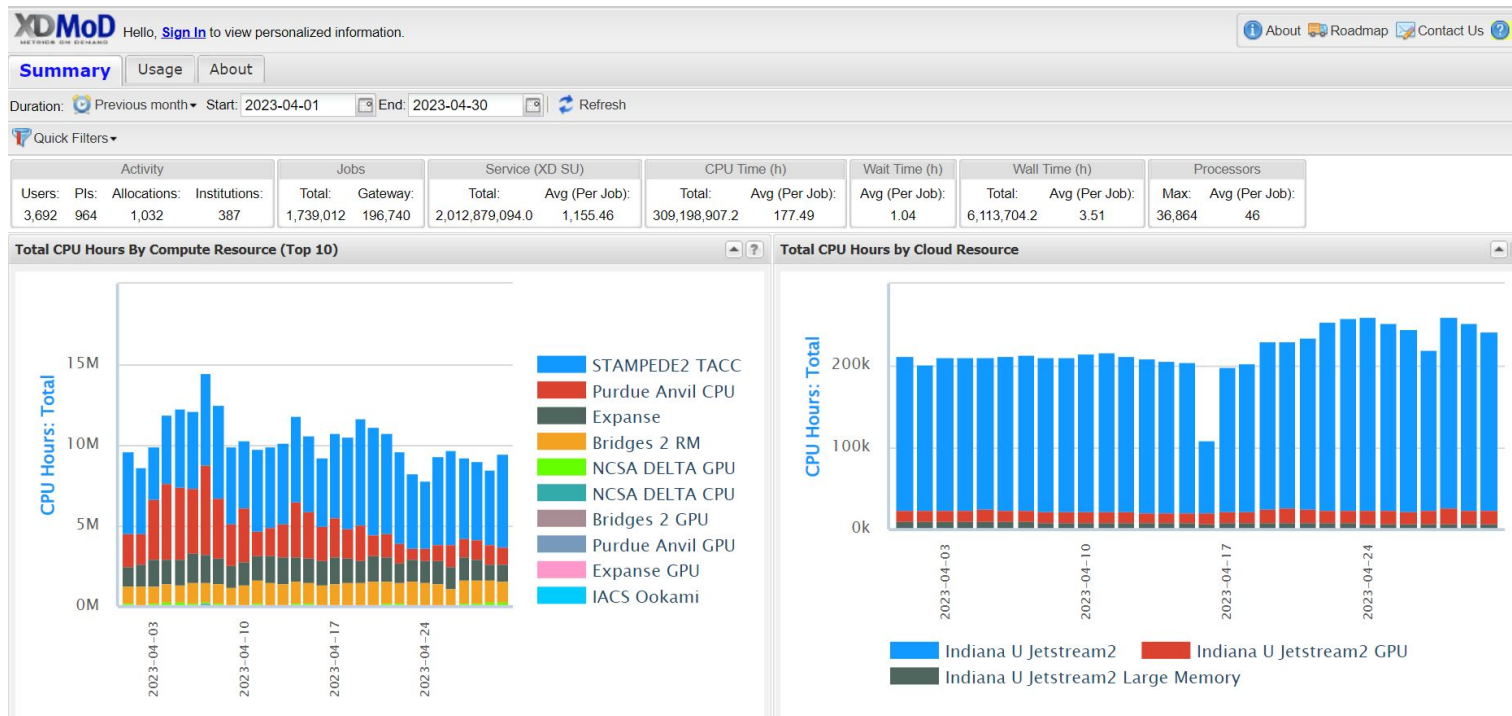 XDMoD
METRICS ON DEMAND
Hello, Sign In to view personalized information.
About Roadmap Contact Us ?
Summary Usage About
Duration: Previous month Start: 2023-04-01 End: 2023-04-30 Refresh
Quick Filters
Activity Jobs Service (XD SU) CPU Time (h) Wait Time (h) Wall Time (h) Processors
Users: PIs: Allocations: Institutions: Total: Gateway: Total: Avg (Per Job): Total: Avg (Per Job): Avg (Per Job): Total: Avg (Per Job): Max: Avg (Per Job):
3,692 964 1,032 387 1,739,012 196,740 2,012,879,094.0 1,155.46 309,198,907.2 177.49 1.04 6,113,704.2 3.51 36,864 46
Total CPU Hours By Compute Resource (Top 10) ?
CPU Hours: Total
15M
10M
5M
0M
2023-04-03
2023-04-10
2023-04-17
2023-04-24
STAMPEDE2 TACC
Purdue Anvil CPU
Expanse
Bridges 2 RM
NCSA DELTA GPU
NCSA DELTA CPU
Bridges 2 GPU
Purdue Anvil GPU
Expanse GPU
IACS Ookami
Total CPU Hours by Cloud Resource
CPU Hours: Total
200k
100k
0k
2023-04-03
2023-04-10
2023-04-17
2023-04-24
Indiana U Jetstream2 Indiana U Jetstream2 GPU
Indiana U Jetstream2 Large Memory